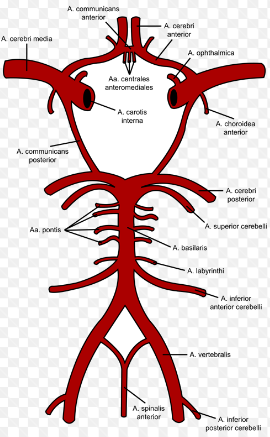 A. communicans
anterior
A. cerebri
anterior
A. cerebri media
A. ophthalmica
Aa. centrales
anteromediales
A. carotis
interna
A. choroidea
anterior
A. communicans
posterior
A. cerebri
posterior
A. superior cerebelli
Aa. pontis
A. basilaris
A. labyrinthi
A. inferior
anterior cerebelli
A. vertebralis
A. spinalis
anterior
A. inferior
posterior cerebelli